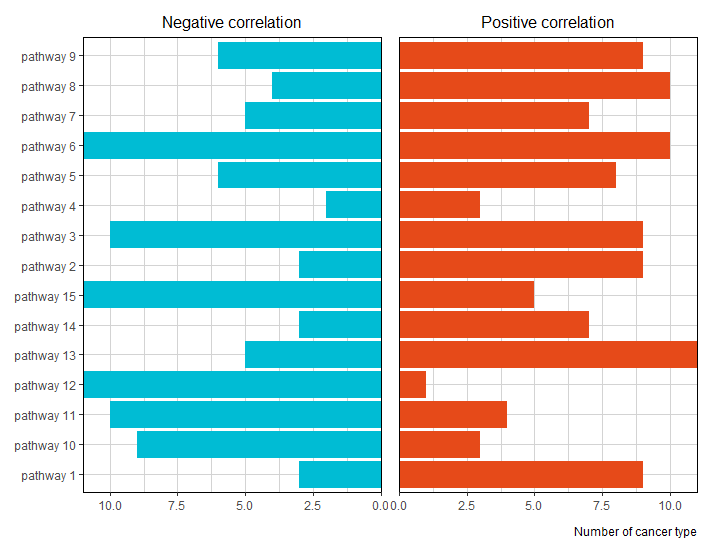 Negative correlation Positive correlation
pathway 9
pathway 8
pathway 7
pathway 6
pathway 5
pathway 4
pathway 3
pathway 2
pathway 15
pathway 14
pathway 13
pathway 12
pathway 11
pathway 10
pathway 1
10.0 7.5 5.0 2.5 0.0 0.0 2.5 5.0 7.5 10.0
Number of cancer type